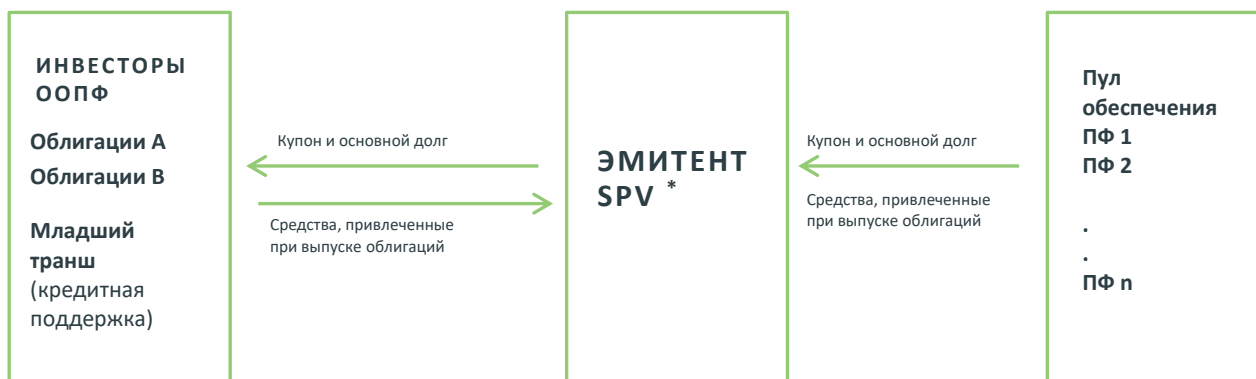 ИНВЕСТОРЫ
ООПФ
Облигации А
Облигации В
Младший
транш
(кредитная
поддержка)
Купон и основной долг
Средства, привлеченные
при выпуске облигаций
ЭМИТЕНТ
SPV *
Купон и основной долг
Средства, привлеченные
при выпуске облигаций
Пул
обеспечения
ПФ 1
ПФ 2
.
.
ПФ n